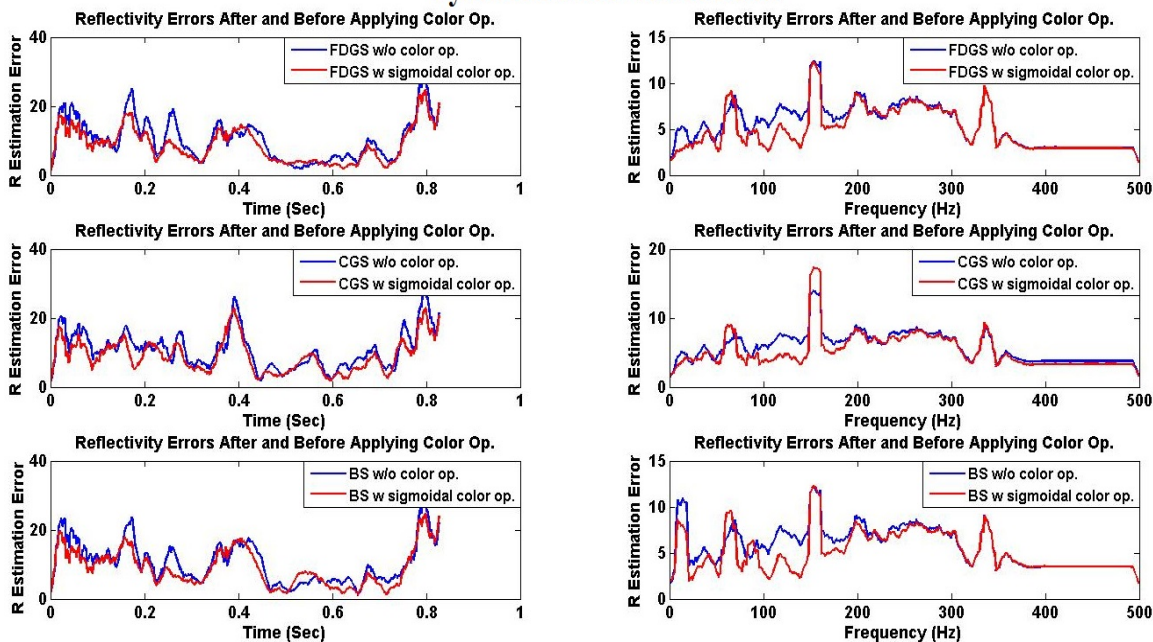 y
Reflectivity Errors After and Before Applying Color Op.
R Estimation Error
40
20
0
FDGS w/o color op.
FDGS w sigmoidal color op.
0 0.2 0.4 0.6 0.8 1
Time (Sec)
Reflectivity Errors After and Before Applying Color Op.
R Estimation Error
15
10
5
0
FDGS w/o color op.
FDGS w sigmoidal color op.
0 100 200 300 400 500
Frequency (Hz)
Reflectivity Errors After and Before Applying Color Op.
R Estimation Error
40
20
0
CGS w/o color op.
CGS w sigmoidal color op.
0 0.2 0.4 0.6 0.8 1
Time (Sec)
Reflectivity Errors After and Before Applying Color Op.
R Estimation Error
20
10
0
CGS w/o color op.
CGS w sigmoidal color op.
0 100 200 300 400 500
Frequency (Hz)
Reflectivity Errors After and Before Applying Color Op.
R Estimation Error
40
20
0
BS w/o color op.
BS w sigmoidal color op.
0 0.2 0.4 0.6 0.8 1
Time (Sec)
Reflectivity Errors After and Before Applying Color Op.
R Estimation Error
15
10
5
0
BS w/o color op.
BS w sigmoidal color op.
0 100 200 300 400 500
Frequency (Hz)